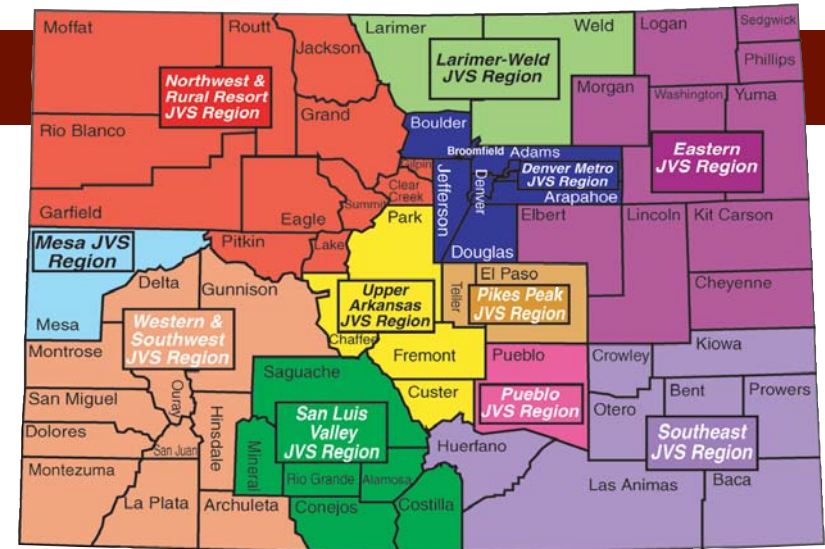 Moffat
Routt
Jackson
Larimer
Weld
Logan
Sedgwick
Phillips
Northwest &
Rural Resort
JVS Region
Larimer-Weld
JVS Region
Morgan
Washington
Yuma
Grand
Rio Blanco
Boulder
Broomfield
Adams
Eastern
JVS Region
Denver Metro
JVS Region
Arapahoe
Gilpin
Clear
Creek
Jefferson
Denver
Garfield
Eagle
Summit
Park
Douglas
Elbert
Lincoln
Kit Carson
Mesa JVS
Region
Pitkin
Lake
Delta
Gunnison
Upper
Arkansas
JVS Region
Teller
El Paso
Pikes Peak
JVS Region
Cheyenne
Mesa
Western &
Southwest
JVS Region
Chaffee
Montrose
Fremont
Pueblo
Crowley
Kiowa
Saguache
Ouray
San Miguel
Custer
Pueblo
JVS Region
Otero
Bent
Prowers
Hinsdale
San Luis
Valley
JVS Region
Dolores
San Juan
Mineral
Huerfano
Southeast
JVS Region
Montezuma
Rio Grande
Alamosa
Las Animas
Baca
La Plata
Archuleta
Conejos
Costilla